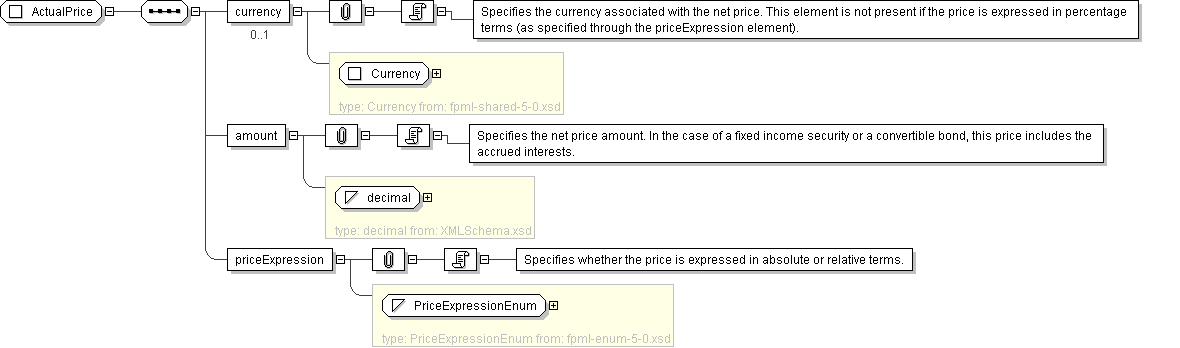 ActualPrice
currency
0..1
Specifies the currency associated with the net price. This element is not present if the price is expressed in percentage
terms (as specified through the priceExpression element).
Currency
type: Currency from: fpml-shared-5-0.xsd
amount
Specifies the net price amount. In the case of a fixed income security or a convertible bond, this price includes the
accrued interests.
decimal
type: decimal from: XMLSchema.xsd
priceExpression
Specifies whether the price is expressed in absolute or relative terms.
PriceExpressionEnum
type: PriceExpressionEnum from: fpml-enum-5-0.xsd